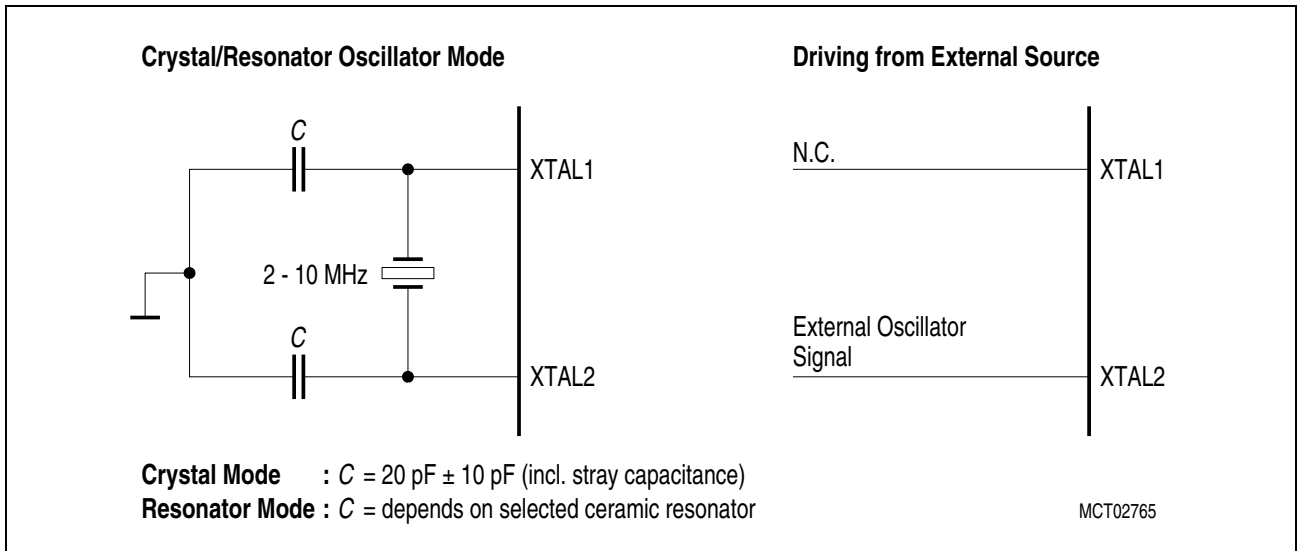 Crystal/Resonator Oscillator Mode
C
XTAL1
2 - 10 MHz
C
XTAL2
Driving from External Source
N.C.
XTAL1
External Oscillator
Signal
XTAL2
Crystal Mode : C = 20 pF ± 10 pF (incl. stray capacitance)
Resonator Mode : C = depends on selected ceramic resonator
MCT02765